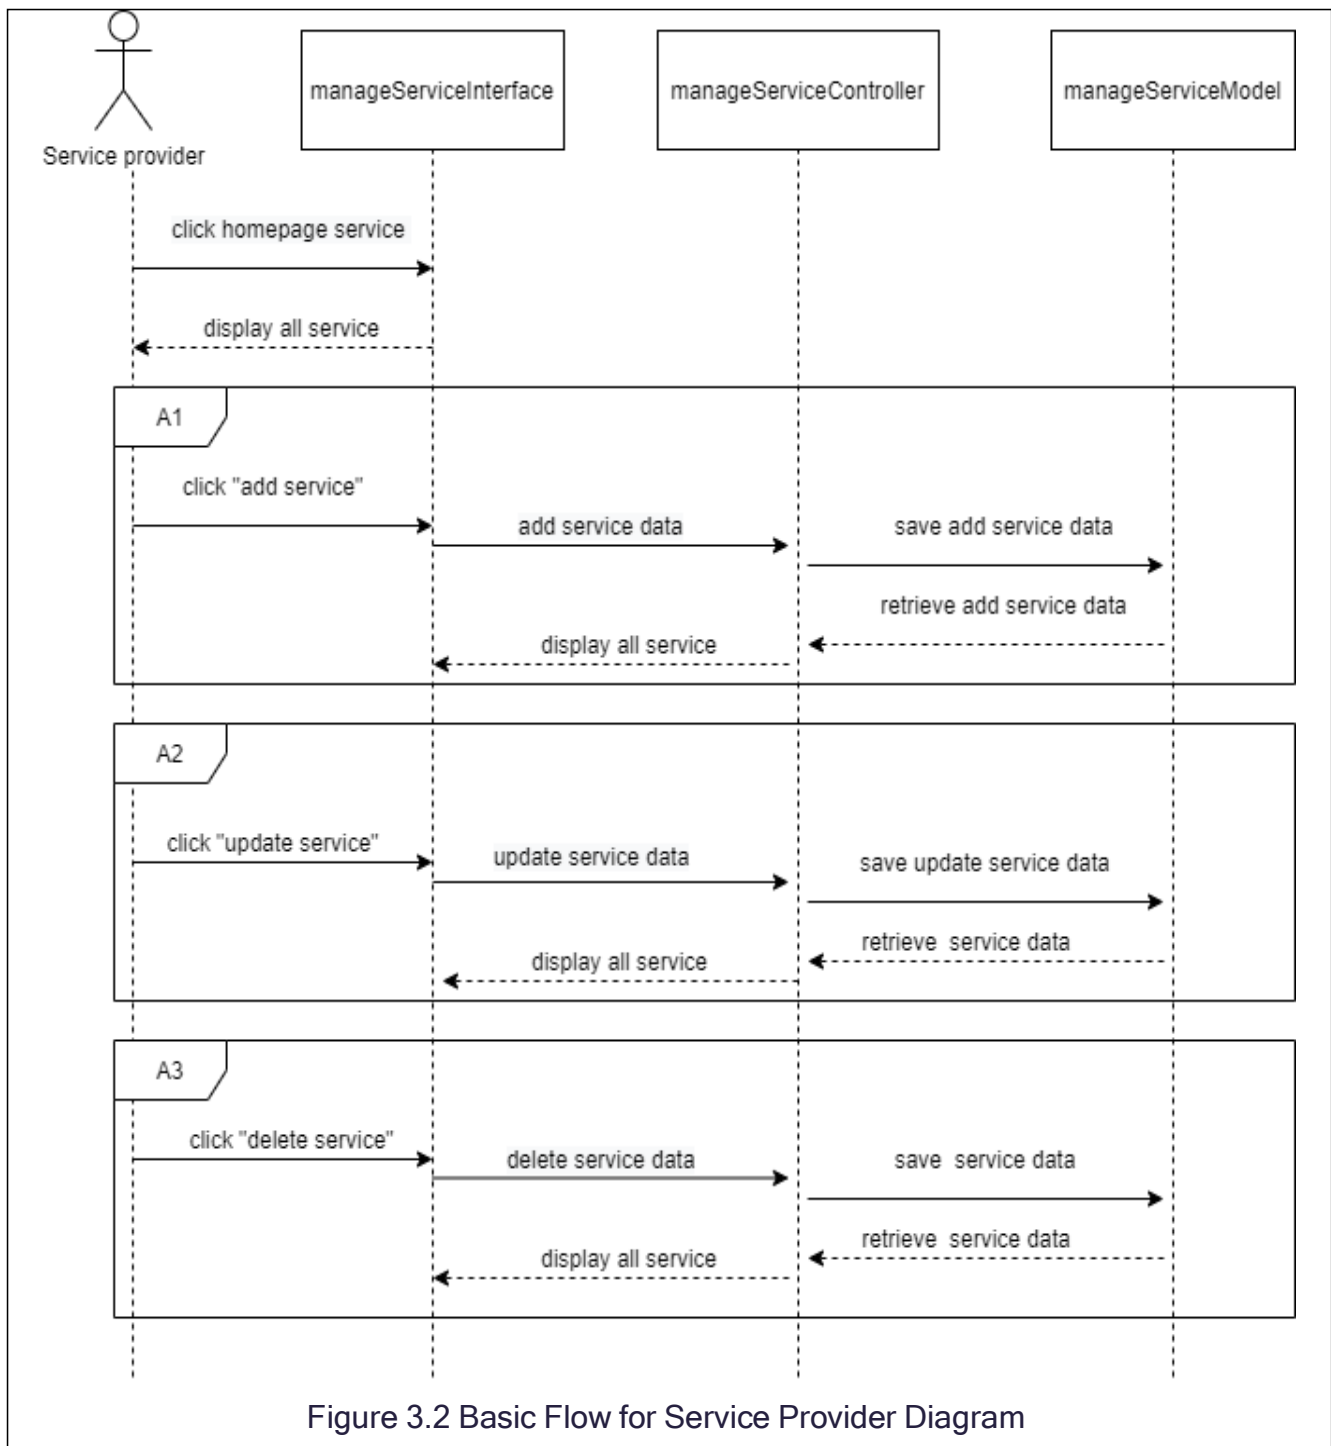 Service provider
manageServiceInterface
manageServiceController
manageServiceModel
click homepage service
display all service
A1
click "add service"
add service data
save add service data
retrieve add service data
display all service
A2
click "update service"
update service data
save update service data
retrieve  service data
display all service
A3
click "delete service"
delete service data
save  service data
retrieve  service data
display all service
Figure 3.2 Basic Flow for Service Provider Diagram